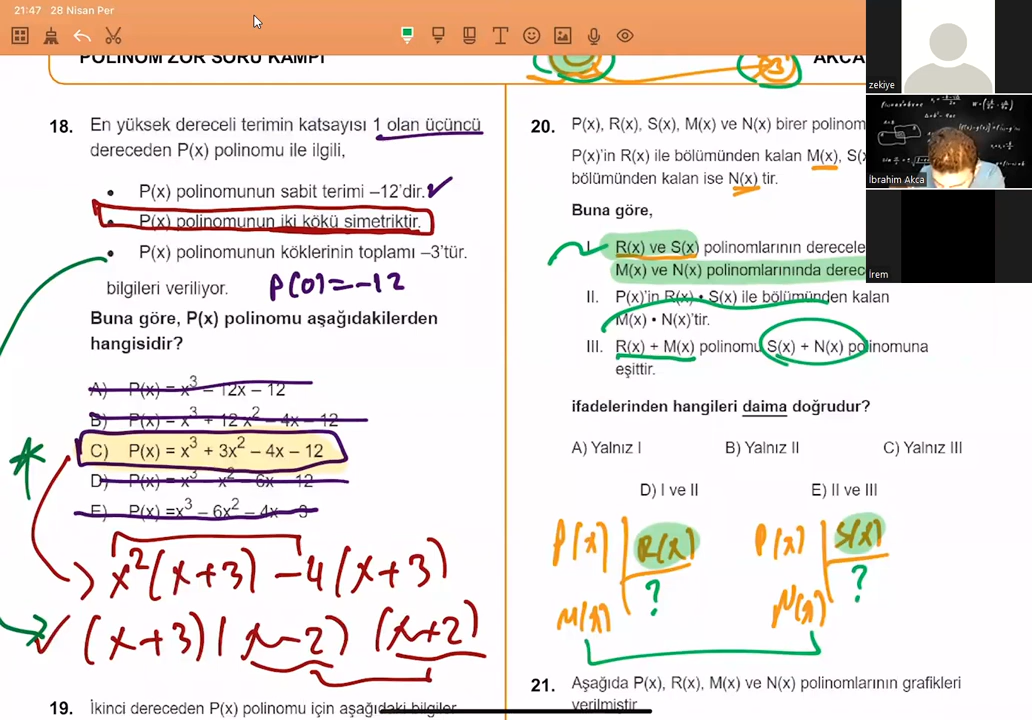 21:47 28 Nisan Per
POLİNOM ZOR SORU KAMPI
AKCA
zekiye
İbrahim Akca
İrem
18. En yüksek dereceli terimin katsayısı 1 olan üçüncü
dereceden P(x) polinomu ile ilgili,
• P(x) polinomunun sabit terimi –12'dir.
• P(x) polinomunun iki kökü simetriktir.
• P(x) polinomunun köklerinin toplamı –3'tür.
bilgileri veriliyor.
P(0)=-12
Buna göre, P(x) polinomu aşağıdakilerden
hangisidir?
A) P(x) = x³ – 12x – 12
B) P(x) = x³ + 12x² – 4x – 12
C) P(x) = x³ + 3x² – 4x – 12
D) P(x) = x³ x² 6x 12
E) P(x) =x³ – 6x² – 4x 3
x²(x+3) -4(x+3)
(x+3)(x-2) (x+2)
19. İkinci dereceden P(x) polinomu için aşağıdaki bilgiler
20. P(x), R(x), S(x), M(x) ve N(x) birer polinom
P(x)'in R(x) ile bölümünden kalan M(x), S(x
bölümünden kalan ise N(x) tir.
Buna göre,
I. R(x) ve S(x) polinomlarının derecele
M(x) ve N(x) polinomlarınında derec
II. P(x)'in R(x) • S(x) ile bölümünden kalan
M(x) • N(x)'tir.
III. R(x) + M(x) polinomu S(x) + N(x) polinomuna
eşittir.
ifadelerinden hangileri daima doğrudur?
A) Yalnız I B) Yalnız II C) Yalnız III
D) I ve II E) II ve III
P(x) R(x) P(x) S(x)
? ?
M(x) N(x)
21. Aşağıda P(x), R(x), M(x) ve N(x) polinomlarının grafikleri
verilmiştir